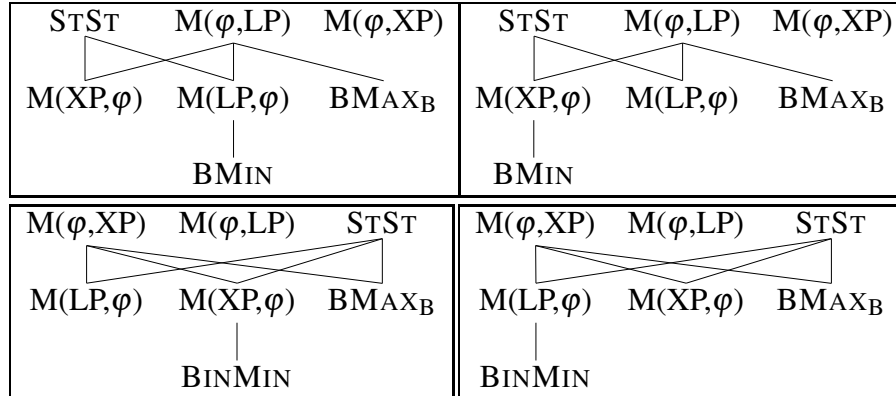 STST M(φ,LP) M(φ,XP)
M(XP,φ) M(LP,φ) BMAXB
BMIN
STST M(φ,LP) M(φ,XP)
M(XP,φ) M(LP,φ) BMAXB
BMIN
M(φ,XP) M(φ,LP) STST
M(LP,φ) M(XP,φ) BMAXB
BINMIN
M(φ,XP) M(φ,LP) STST
M(LP,φ) M(XP,φ) BMAXB
BINMIN